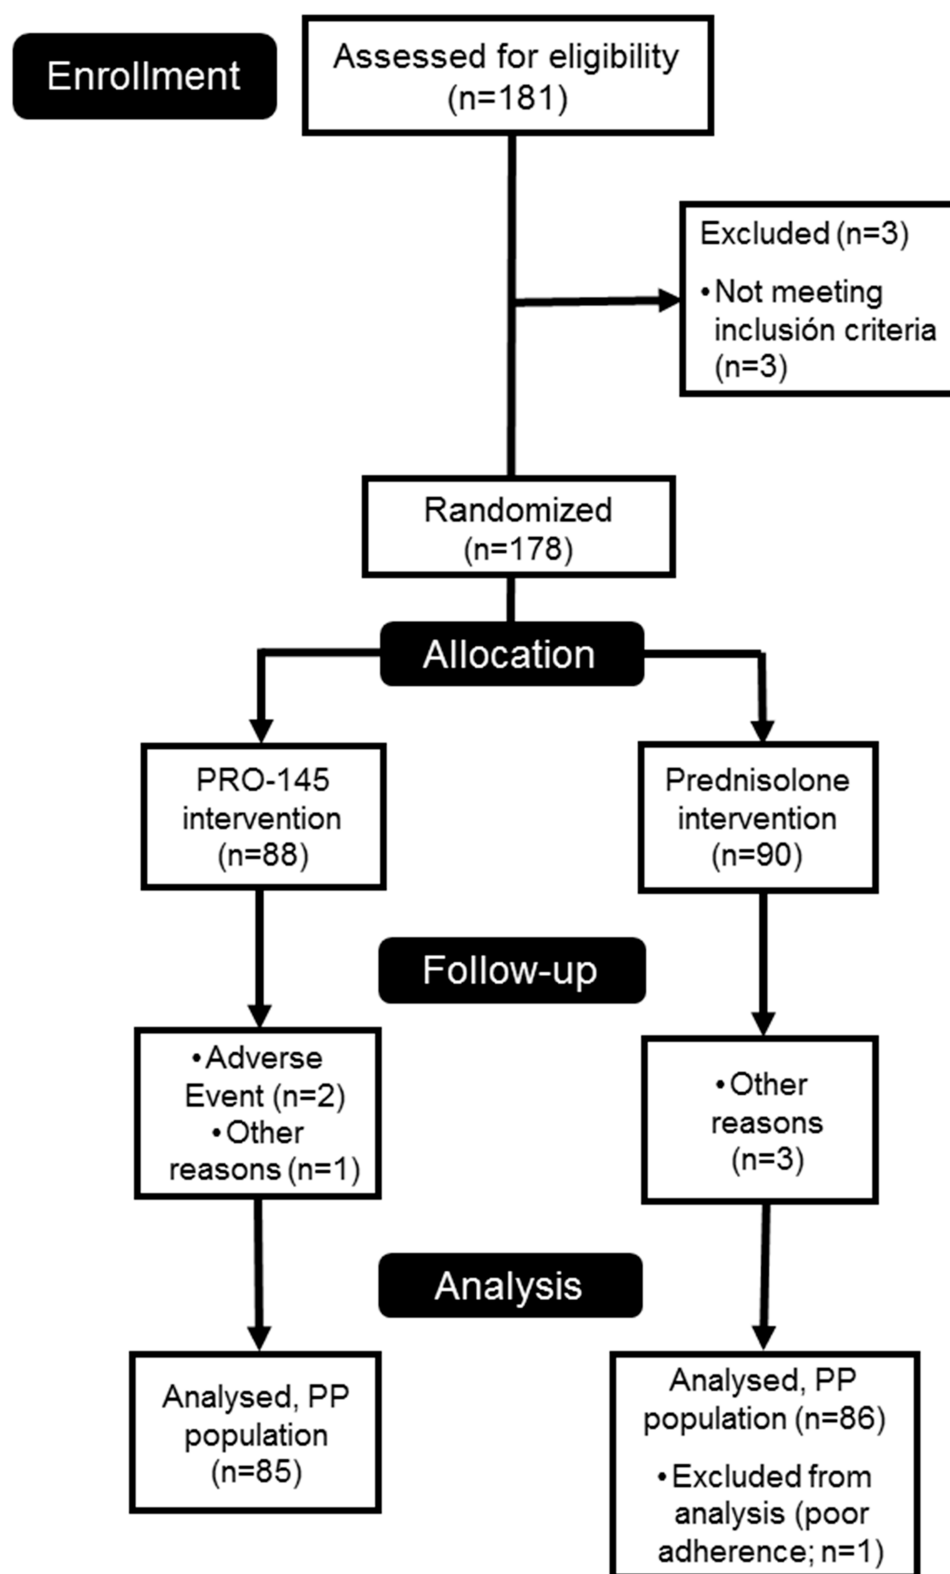 Enrollment
Assessed for eligibility
(n=181)
Excluded (n=3)
•Not meeting
inclusión criteria
(n=3)
Randomized
(n=178)
Allocation
PRO-145
intervention
(n=88)
Prednisolone
intervention
(n=90)
Follow-up
•Adverse
Event (n=2)
•Other
reasons (n=1)
•Other
reasons
(n=3)
Analysis
Analysed, PP
population
(n=85)
Analysed, PP
population (n=86)
•Excluded from
analysis (poor
adherence; n=1)